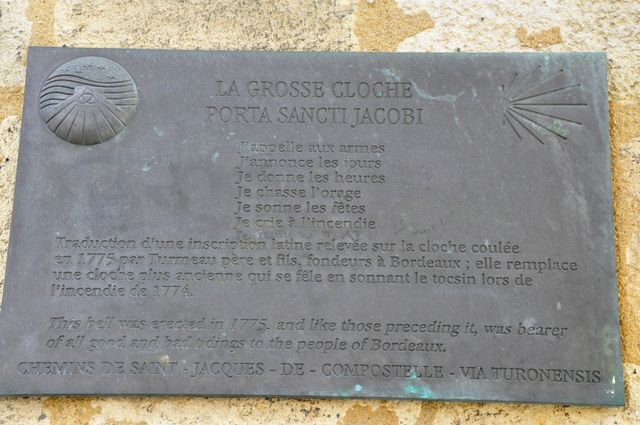 LA GROSSE CLOCHE
PORTA SANCTI JACOBI
J'appelle aux armes
J'annonce les jours
Je donne les heures
Je chasse l'orage
Je sonne les fêtes
Je crie à l'incendie
Traduction d'une inscription latine relevée sur la cloche coulée
en 1775 par Turmeau père et fils, fondeurs à Bordeaux ; elle remplace
une cloche plus ancienne qui se fêle en sonnant le tocsin lors de
l'incendie de 1774.
This bell was erected in 1775, and like those preceding it, was bearer
of all good and bad tidings to the people of Bordeaux.
CHEMINS DE SAINT - JACQUES - DE - COMPOSTELLE - VIA TURONENSIS